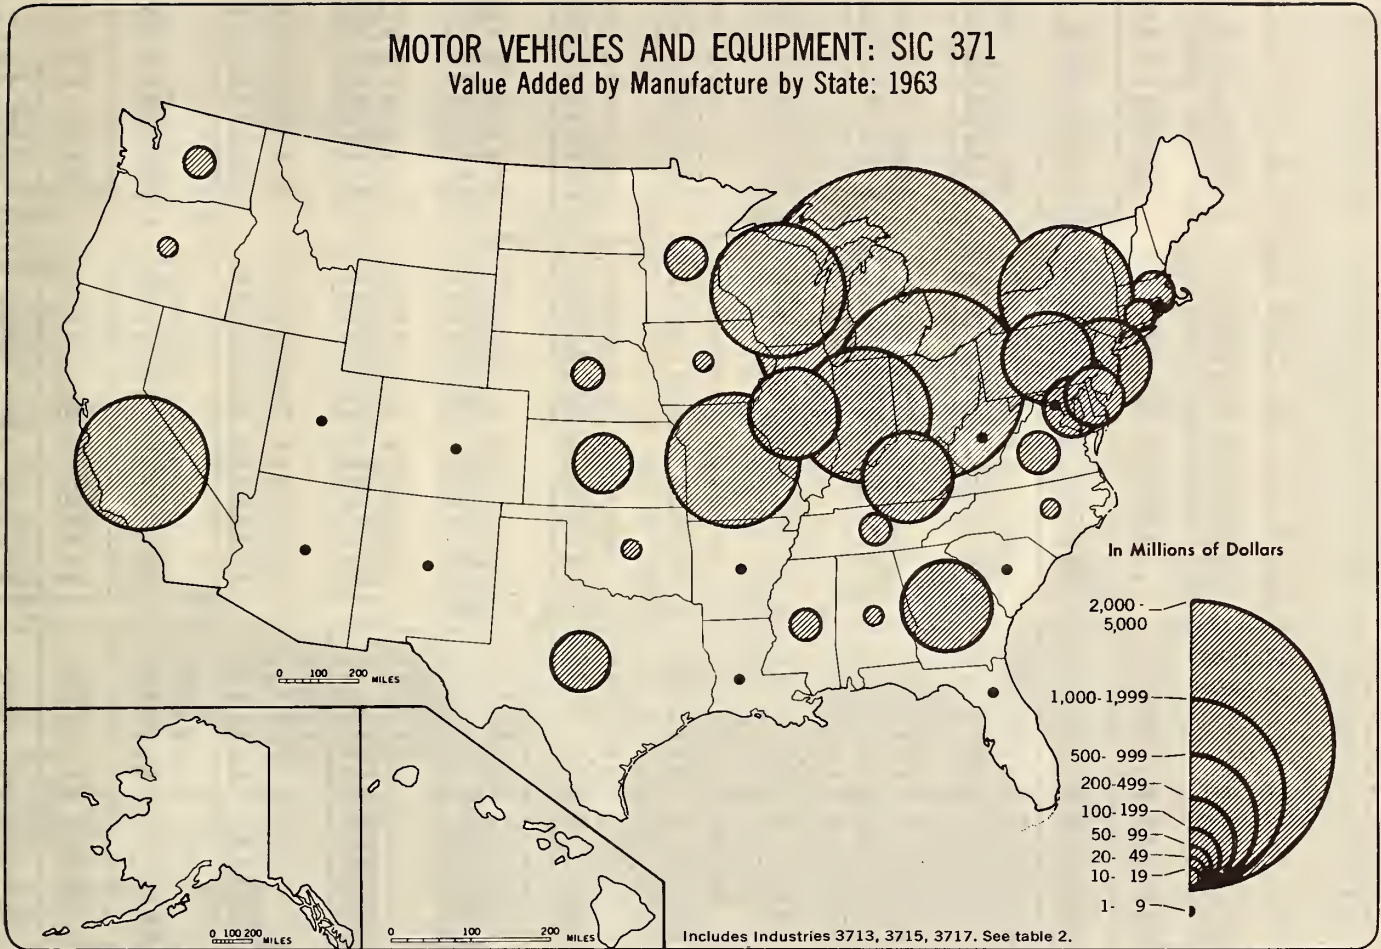 MOTOR VEHICLES AND EQUIPMENT: SIC 371
Value Added by Manufacture by State: 1963
In Millions of Dollars
2,000 -
5,000
1,000-1,999
500- 999
200-499
100-199
50- 99
20- 49
10- 19
1- 9
0 100 200 MILES
0 100 200 MILES
0 100 200 MILES
Includes Industries 3713, 3715, 3717. See table 2.